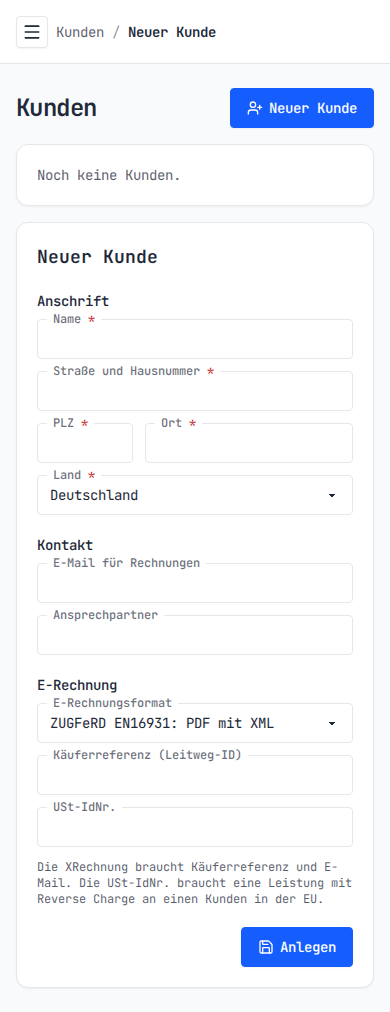 Kunden / Neuer Kunde
Kunden
Neuer Kunde
Noch keine Kunden.
Neuer Kunde
Anschrift
Name *
Straße und Hausnummer *
PLZ * Ort *
Land *
Deutschland
Kontakt
E-Mail für Rechnungen
Ansprechpartner
E-Rechnung
E-Rechnungsformat
ZUGFeRD EN16931: PDF mit XML
Käuferreferenz (Leitweg-ID)
USt-IdNr.
Die XRechnung braucht Käuferreferenz und E-
Mail. Die USt-IdNr. braucht eine Leistung mit
Reverse Charge an einen Kunden in der EU.
Anlegen